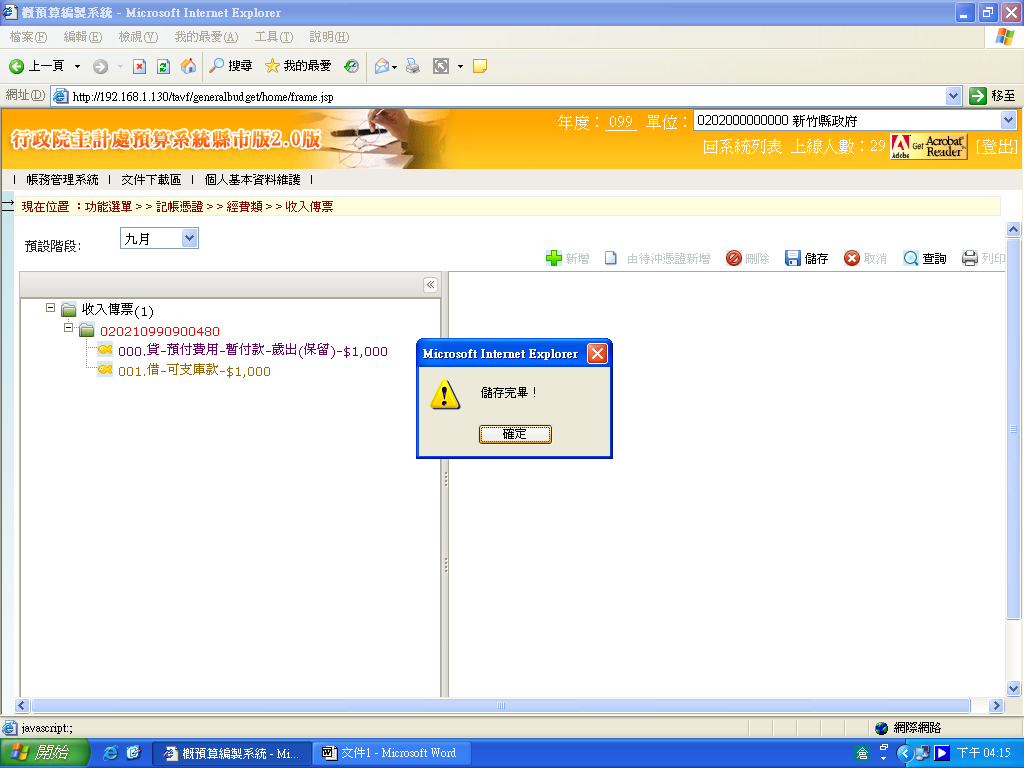 概預算編製系統 - Microsoft Internet Explorer
檔案(F) 編輯(E) 檢視(V) 我的最愛(A) 工具(T) 說明(H)
上一頁 搜尋 我的最愛
網址(D) http://192.168.1.130/tavf/generalbudget/home/frame.jsp 移至
行政院主計處預算系統縣市版2.0版
年度： 099 單位： 0202000000000 新竹縣政府
回系統列表 上線人數：29 Adobe Get Acrobat Reader [登出]
| 帳務管理系統 | 文件下載區 | 個人基本資料維護 |
現在位置 ：功能選單>>記帳憑證>>經費類>>收入傳票
預設階段: 九月
新增 由待沖憑證新增 刪除 儲存 取消 查詢 列印
收入傳票(1)
020210990900480
000.貸-預付費用-暫付款-歲出(保留)-$1,000
001.借-可支庫款-$1,000
Microsoft Internet Explorer
儲存完畢！
確定
javascript:; 網際網路
開始 概預算編製系統 - Mi... 文件1 - Microsoft Word 倉 下午 04:15